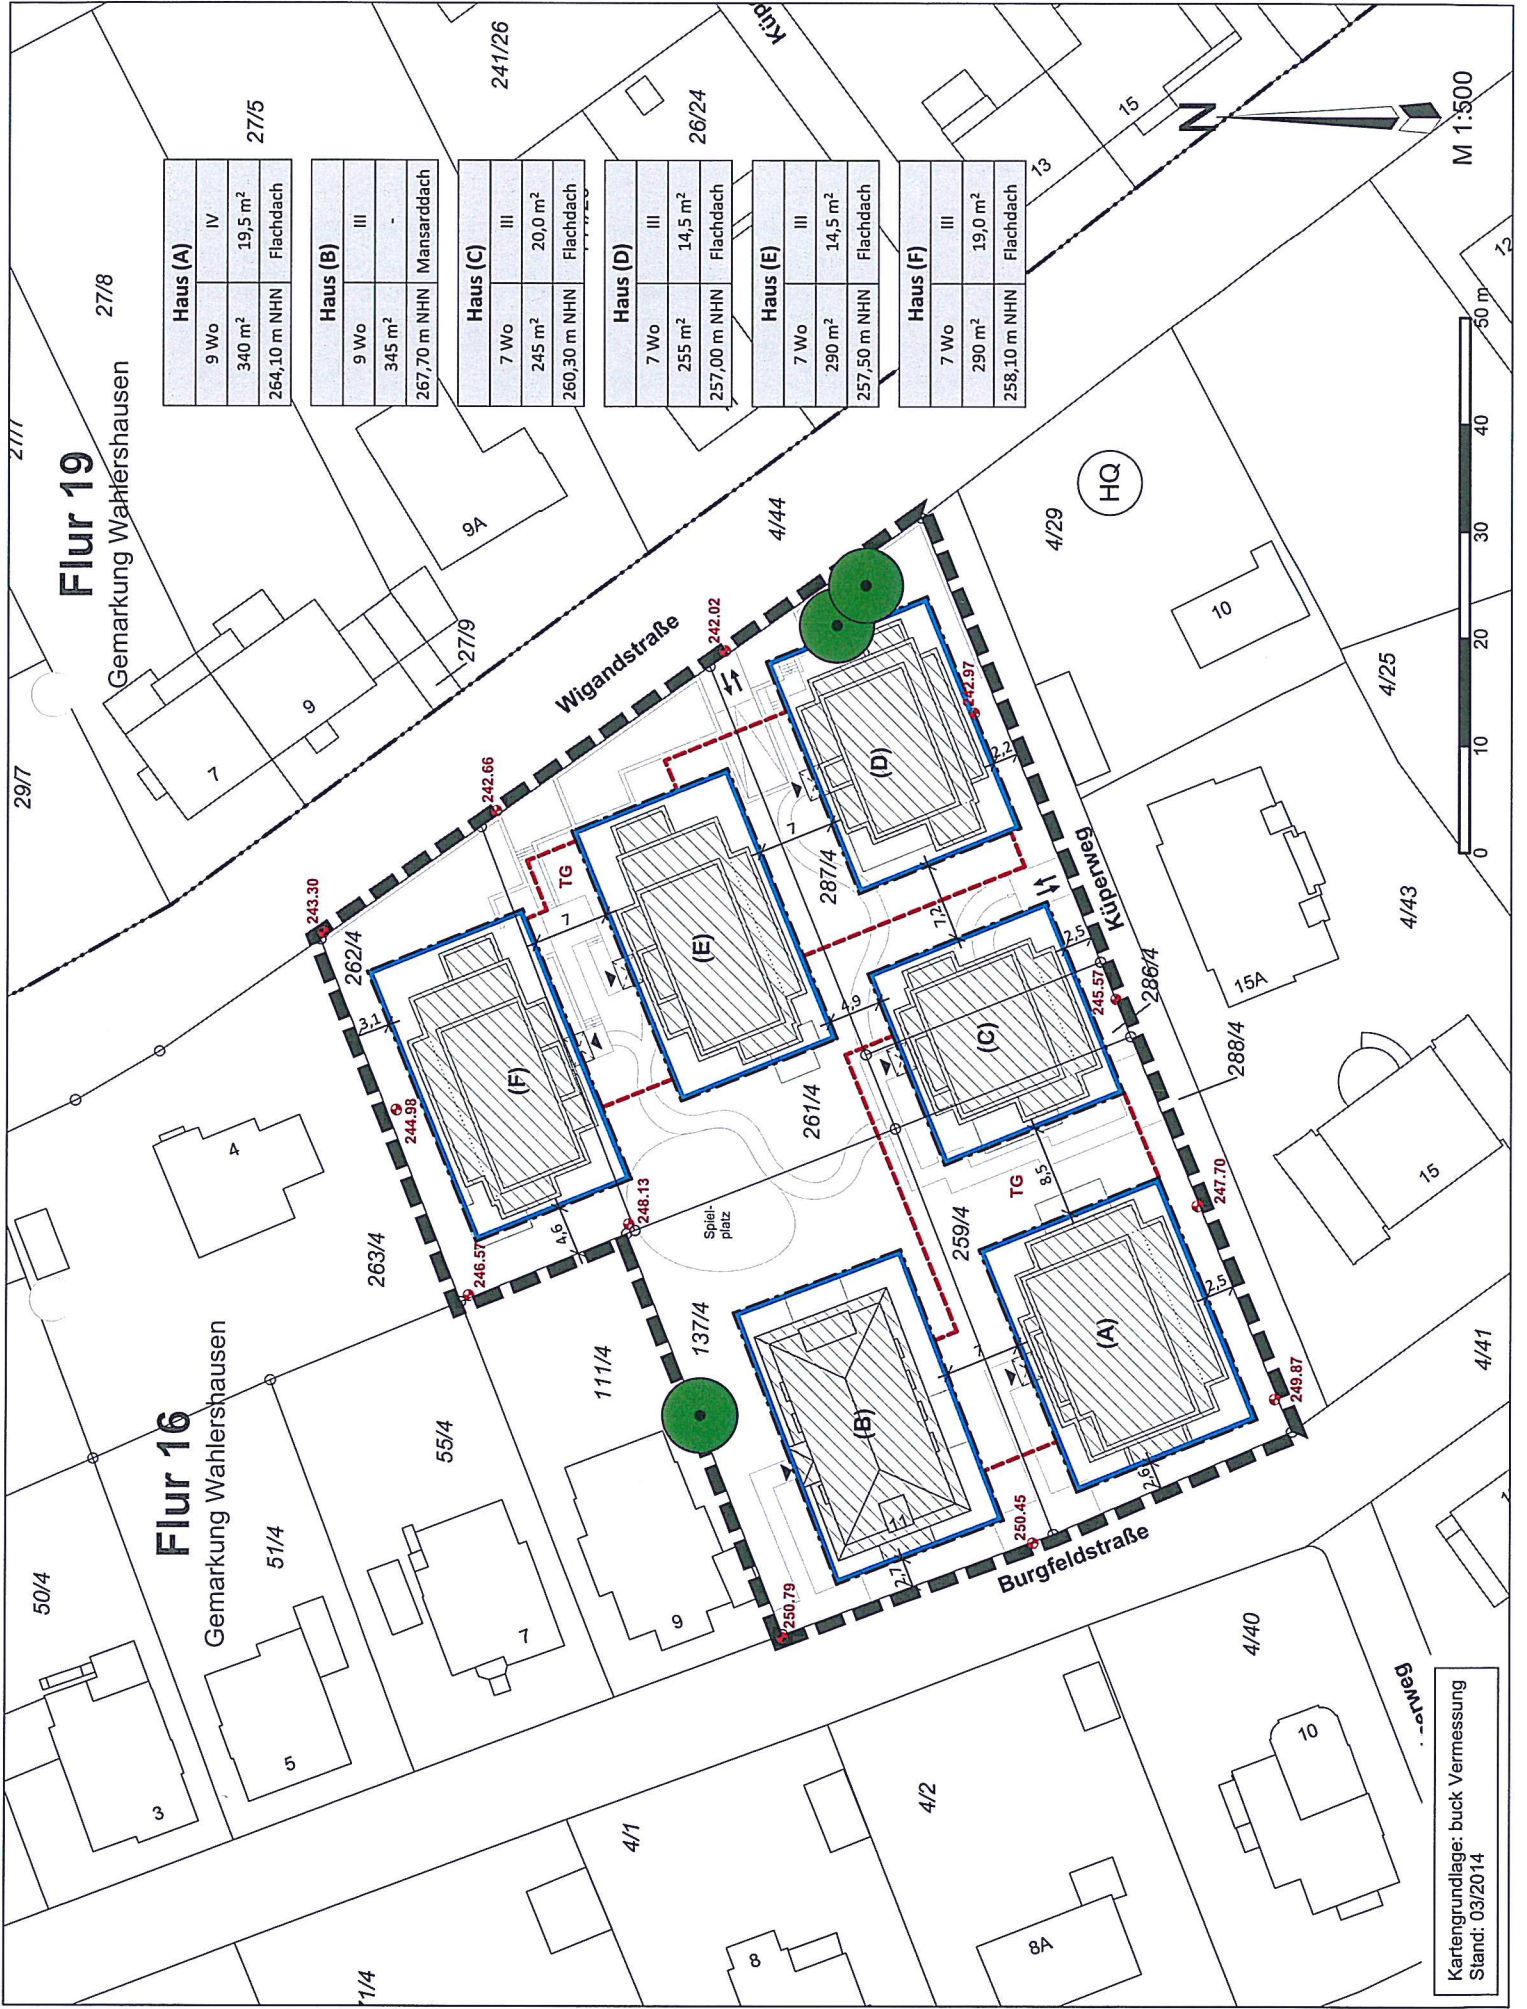 Flur 19
Gemarkung Wahlershausen
Flur 16
Gemarkung Wahlershausen
Haus (A)
9 Wo IV
340 m² 19,5 m²
264,10 m NHN Flachdach
Haus (B)
9 Wo III
345 m² -
267,70 m NHN Mansarddach
Haus (C)
7 Wo III
245 m² 20,0 m²
260,30 m NHN Flachdach
Haus (D)
7 Wo III
255 m² 14,5 m²
257,00 m NHN Flachdach
Haus (E)
7 Wo III
290 m² 14,5 m²
257,50 m NHN Flachdach
Haus (F)
7 Wo III
290 m² 19,0 m²
258,10 m NHN Flachdach
29/7
27/8
27/5
241/26
26/24
27/9
7
9
9A
4/44
13
15
12
N
M 1:500
0 10 20 30 40 50 m
HQ
4/29
10
4/25
4/43
15A
15
4/41
288/4
286/4
Wigandstraße
Küperweg
Burgfeldstraße
243.30
242.66
242.02
242.97
244.98
246.57
248.13
245.57
247.70
249.87
250.45
250.79
262/4
263/4
287/4
261/4
259/4
137/4
111/4
55/4
51/4
50/4
4
3
5
7
9
11
(A)
(B)
(C)
(D)
(E)
(F)
TG
TG
Spiel-
platz
3,1
4,6
7
7
7,2
2,2
4,9
2,5
8,5
7
2,5
2,6
2,7
4/1
4/2
4/40
8
8A
10
Kartengrundlage: buck Vermessung
Stand: 03/2014